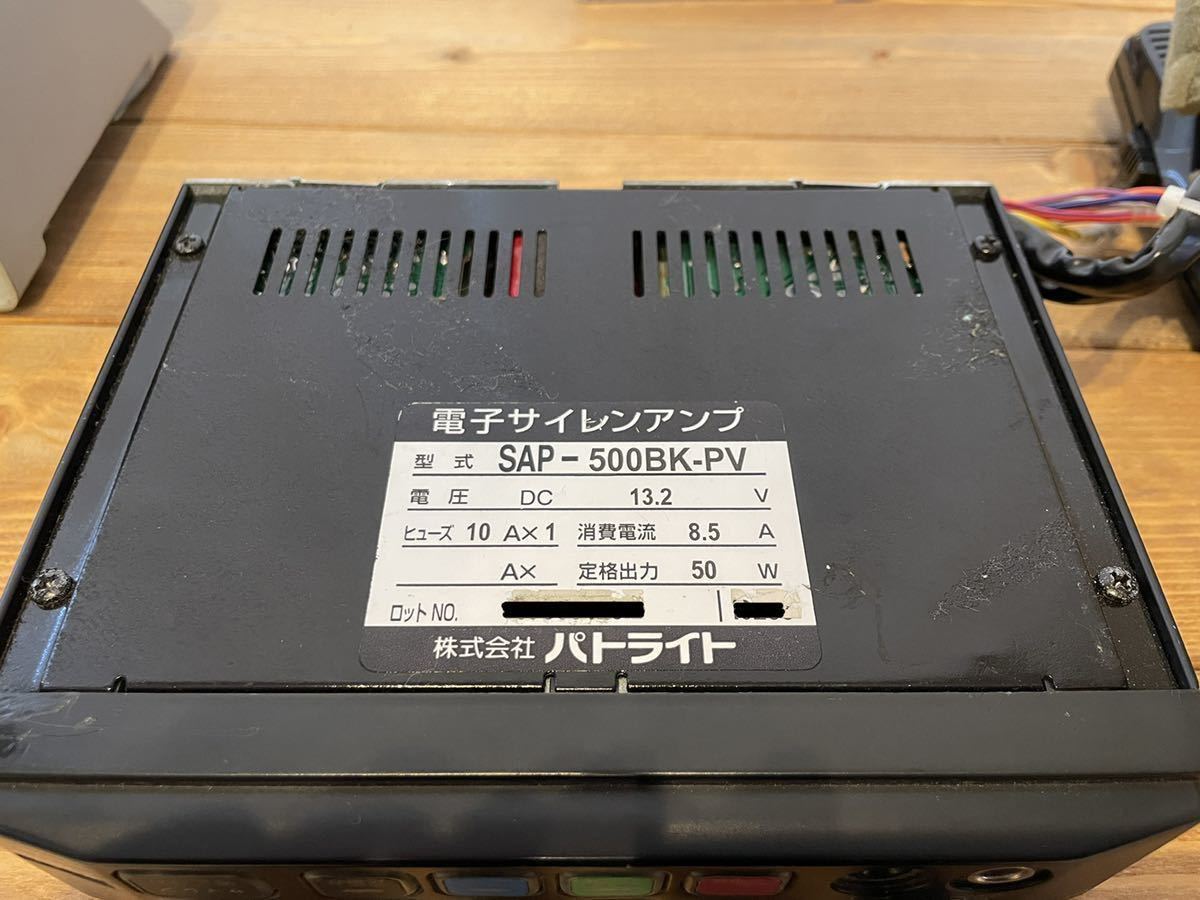 電子サイレンアンプ
型式 SAP-500BK-PV
電圧 DC 13.2 V
ヒューズ 10 A×1 消費電流 8.5 A
A× 定格出力 50 W
ロットNO.
株式会社 パトライト